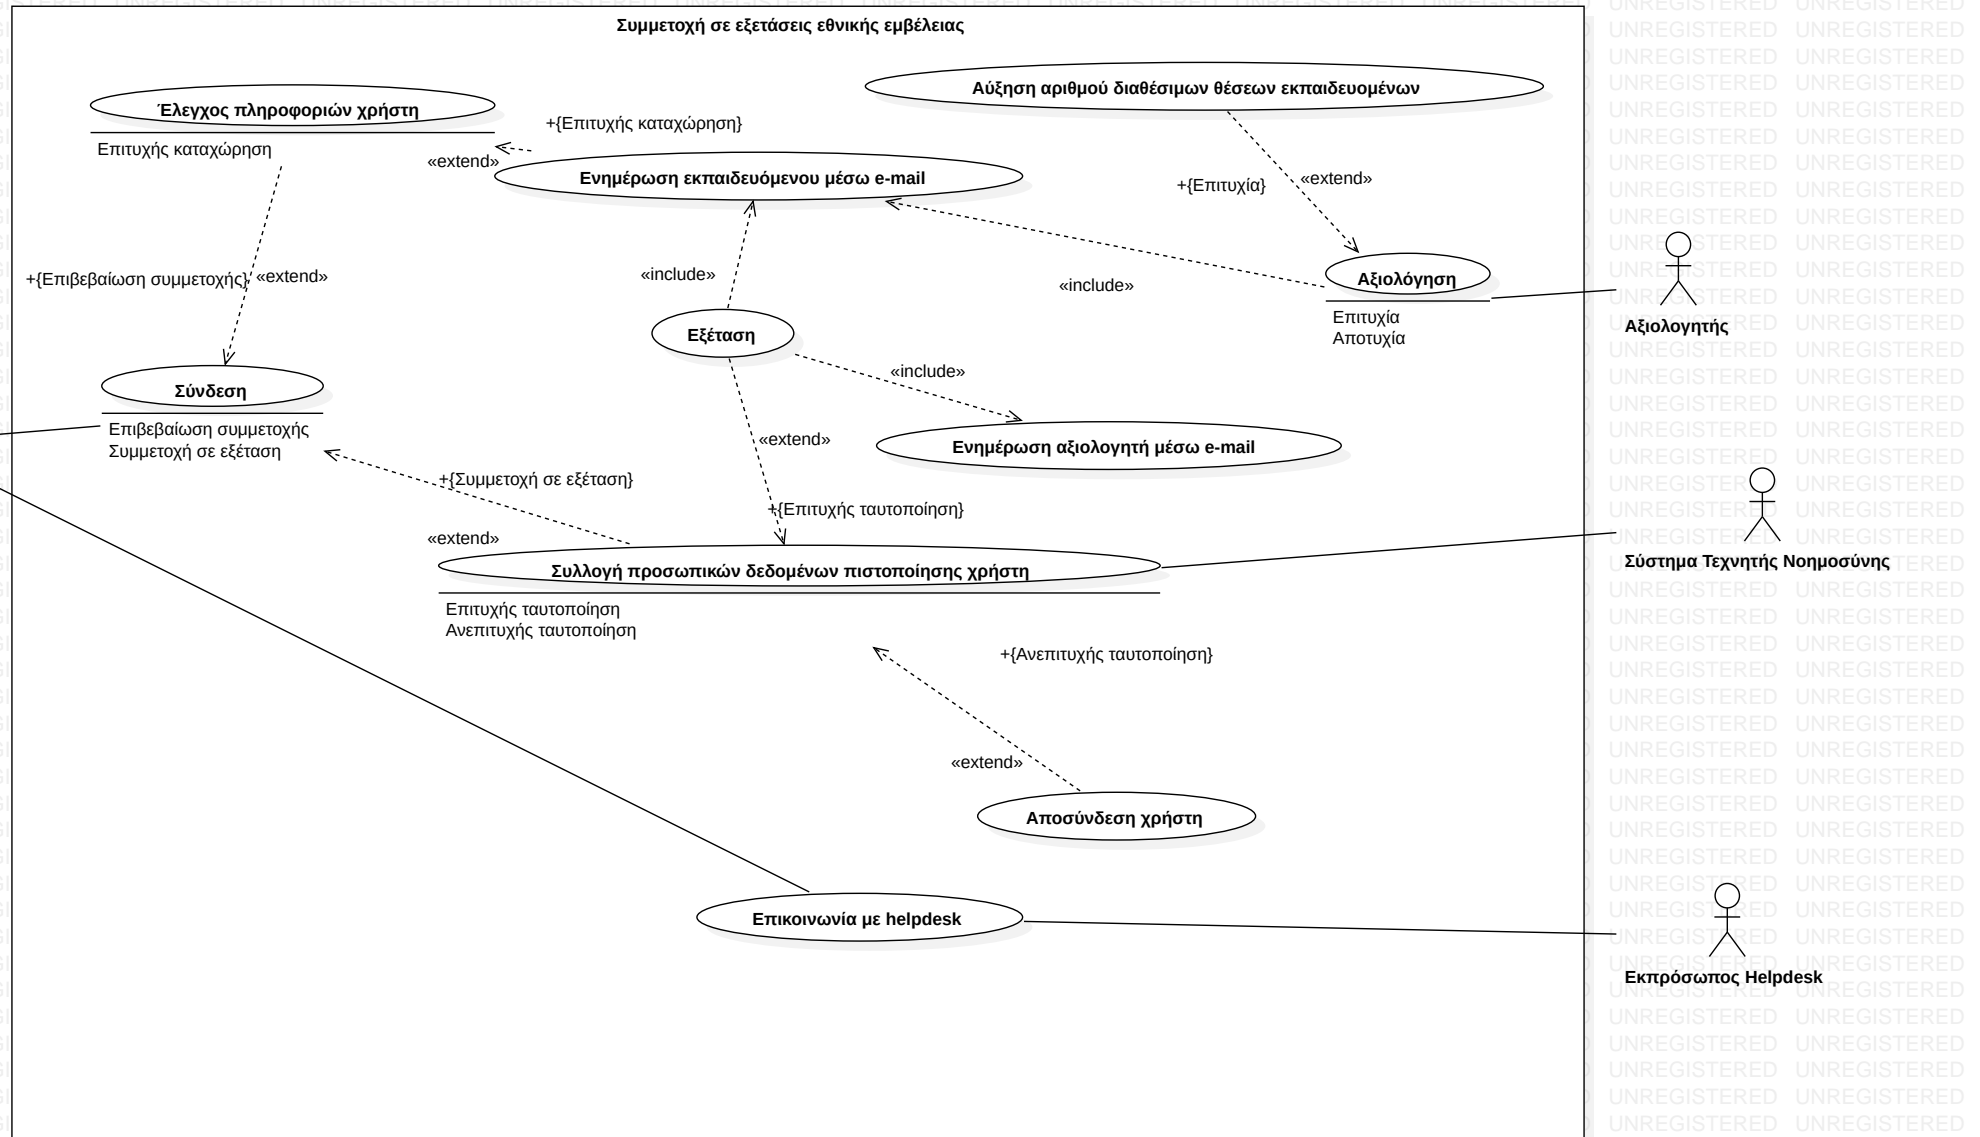 Συμμετοχή σε εξετάσεις εθνικής εμβέλειας
Αύξηση αριθμού διαθέσιμων θέσεων εκπαιδευομένων
Έλεγχος πληροφοριών χρήστη
Επιτυχής καταχώρηση
+{Επιτυχής καταχώρηση}
«extend»
Ενημέρωση εκπαιδευόμενου μέσω e-mail
+{Επιτυχία}
«extend»
+{Επιβεβαίωση συμμετοχής}
«extend»
«include»
«include»
Αξιολόγηση
Επιτυχία
Αποτυχία
Αξιολογητής
Εξέταση
«include»
Σύνδεση
Επιβεβαίωση συμμετοχής
Συμμετοχή σε εξέταση
«extend»
Ενημέρωση αξιολογητή μέσω e-mail
+{Συμμετοχή σε εξέταση}
+{Επιτυχής ταυτοποίηση}
«extend»
Συλλογή προσωπικών δεδομένων πιστοποίησης χρήστη
Επιτυχής ταυτοποίηση
Ανεπιτυχής ταυτοποίηση
Σύστημα Τεχνητής Νοημοσύνης
+{Ανεπιτυχής ταυτοποίηση}
«extend»
Αποσύνδεση χρήστη
Επικοινωνία με helpdesk
Εκπρόσωπος Helpdesk
UNREGISTERED UNREGISTERED